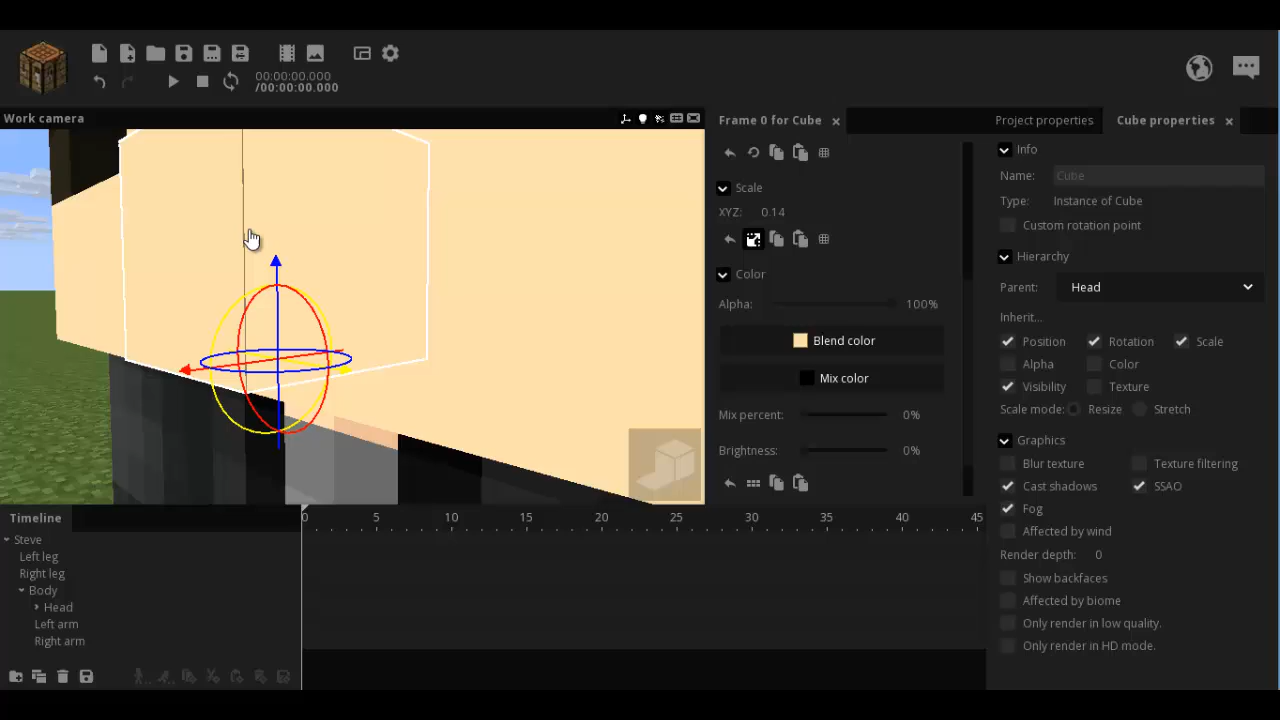 00:00:00.000
/00:00:00.000
Work camera
Frame 0 for Cube
Project properties
Cube properties
Info
Name: Cube
Type: Instance of Cube
Custom rotation point
Hierarchy
Parent: Head
Inherit...
Position Rotation Scale
Alpha Color
Visibility Texture
Scale mode: Resize Stretch
Graphics
Blur texture Texture filtering
Cast shadows SSAO
Fog
Affected by wind
Render depth: 0
Show backfaces
Affected by biome
Only render in low quality.
Only render in HD mode.
Scale
XYZ: 0.14
Color
Alpha: 100%
Blend color
Mix color
Mix percent: 0%
Brightness: 0%
Timeline
0 5 10 15 20 25 30 35 40 45
Steve
Left leg
Right leg
Body
Head
Left arm
Right arm